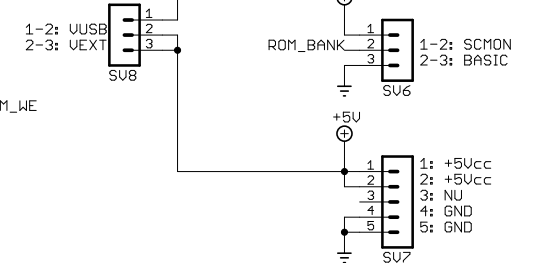 1
1-2: VUSB
2
2-3: VEXT
3
SV8
1
ROM_BANK
2
1-2: SCMON
3
2-3: BASIC
SV6
M_WE
+5V
1
1: +5Vcc
2
2: +5Vcc
3
3: NU
4
4: GND
5
5: GND
SV7